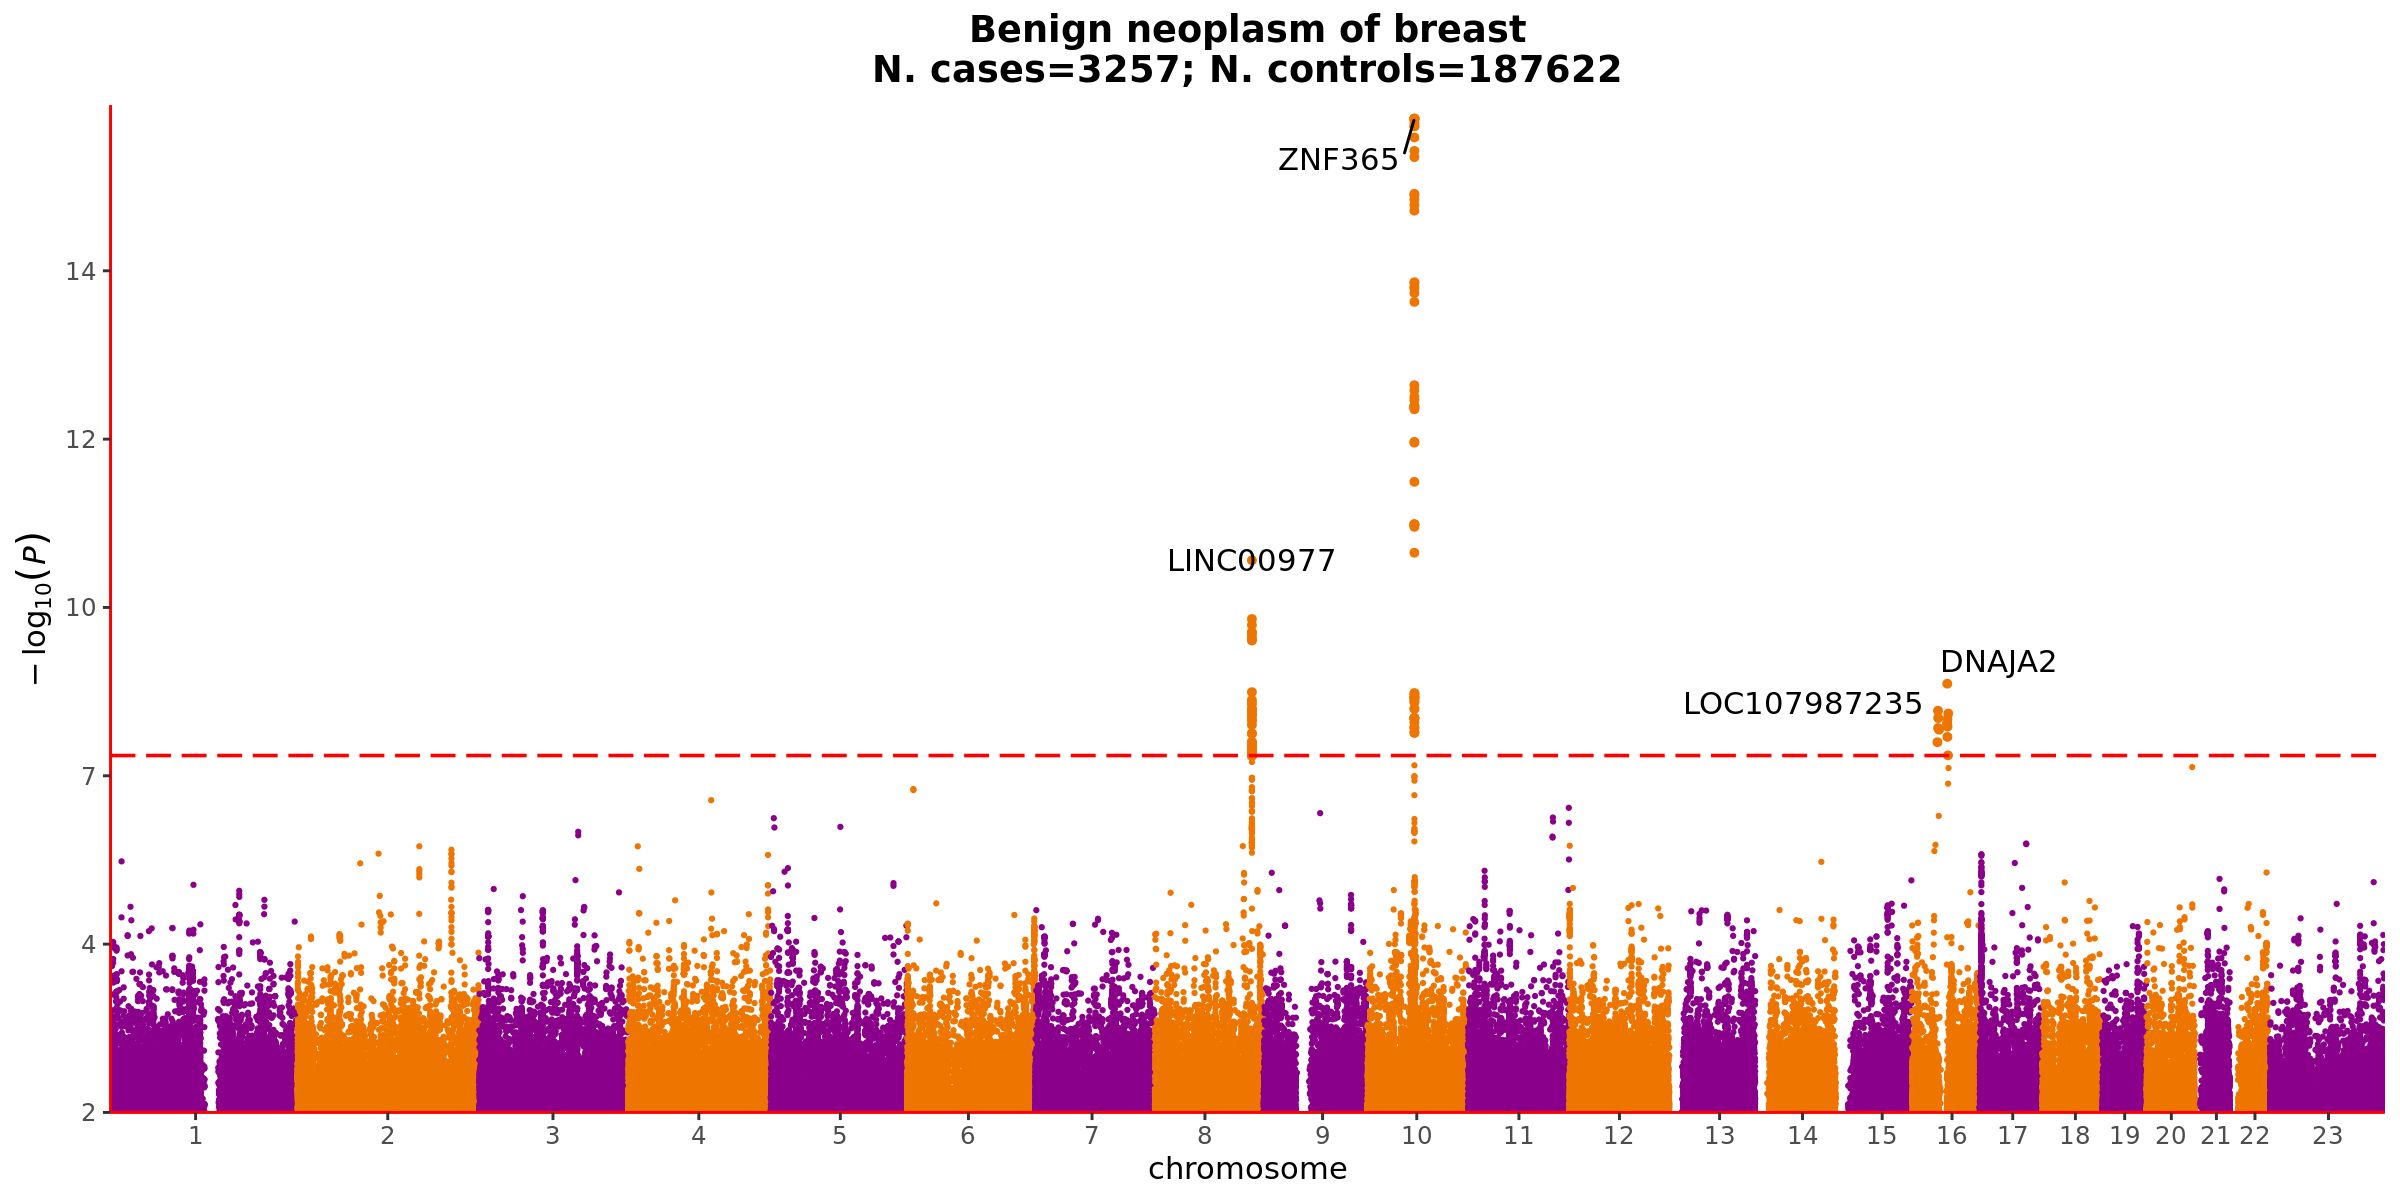 Benign neoplasm of breast
N. cases=3257; N. controls=187622
ZNF365
14
12
LINC00977
10
− log10(P)
DNAJA2
LOC107987235
7
4
2
1 2 3 4 5 6 7 8 9 10 11 12 13 14 15 16 17 18 19 20 21 22 23
chromosome